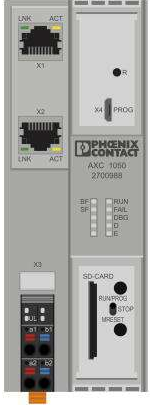 LNK ACT
X1
X2
LNK ACT
R
X4 PROG
PHOENIX
CONTACT
AXC 1050
2700988
BF RUN
SF FAIL
DBG
D
E
X3
UL
a1 b1
a2 b2
SD-CARD
RUN/PROG
STOP
MRESET